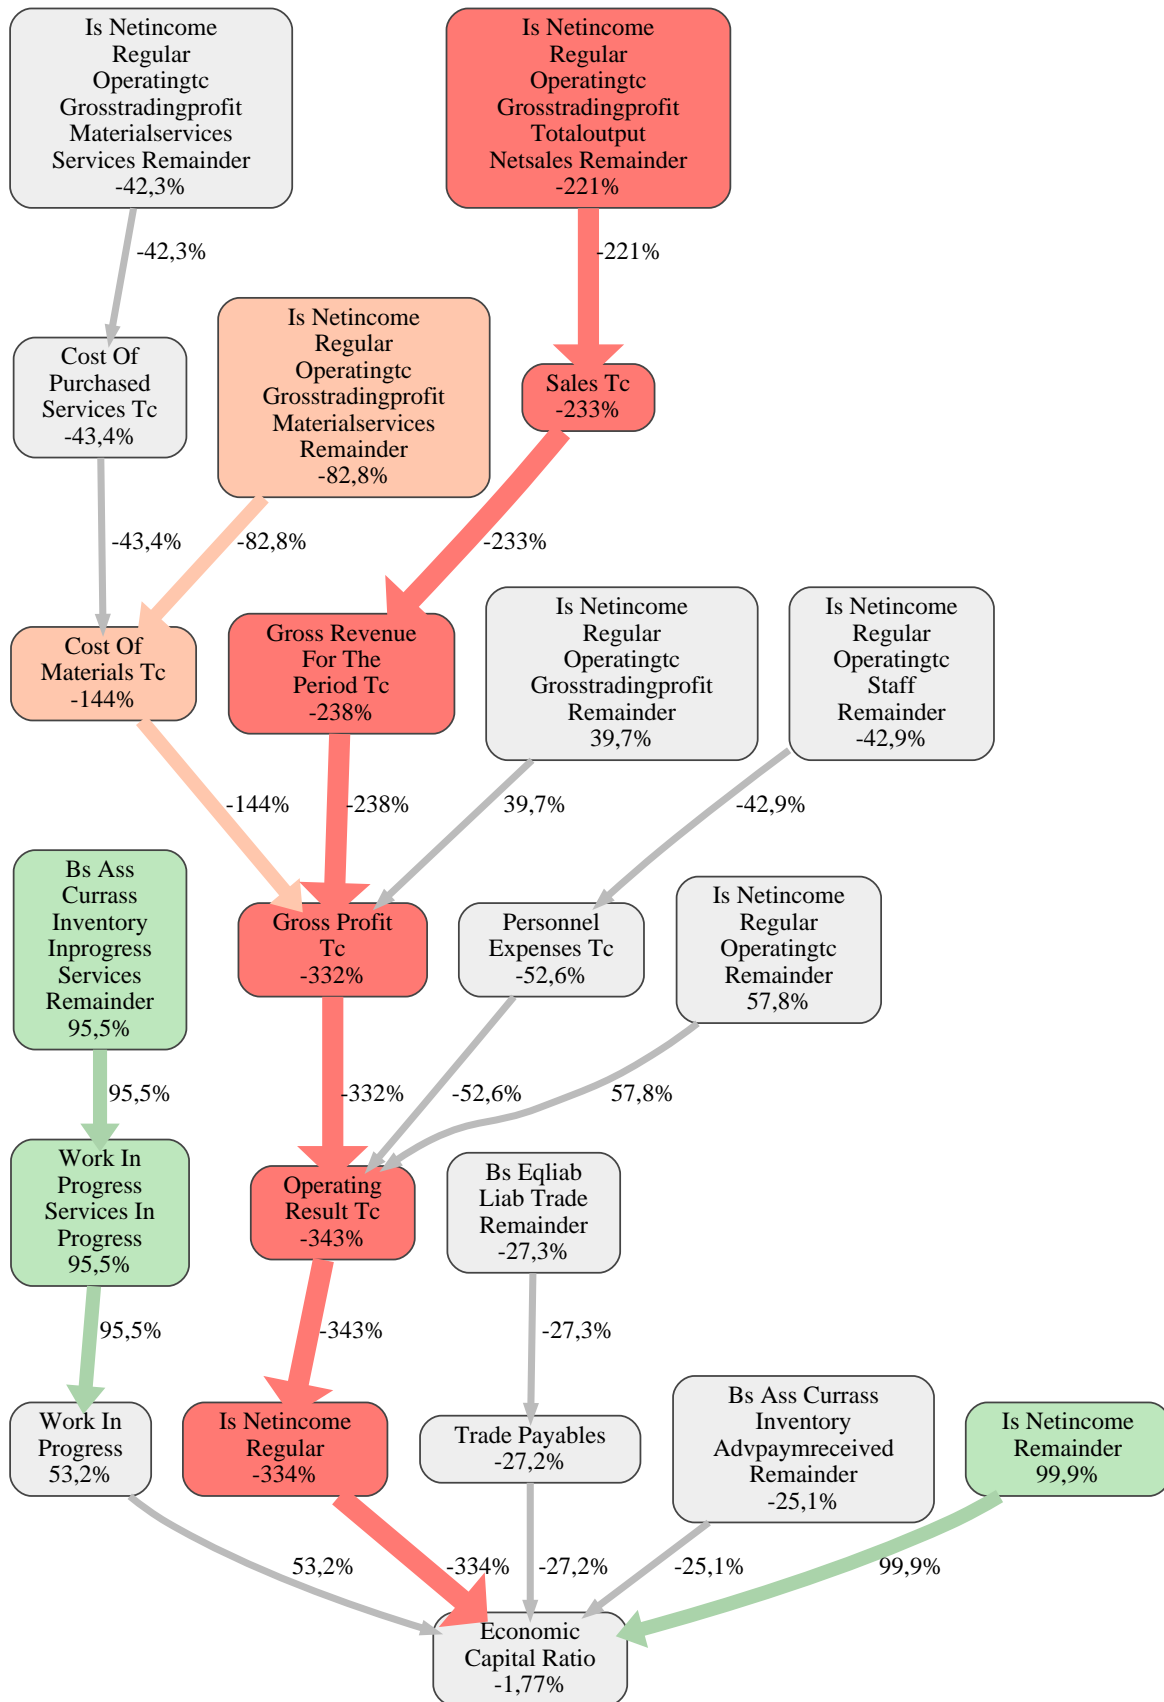 Is Netincome
Regular
Operatingtc
Grosstradingprofit
Materialservices
Services Remainder
-42,3%
Is Netincome
Regular
Operatingtc
Grosstradingprofit
Totaloutput
Netsales Remainder
-221%
-42,3%
-221%
Is Netincome
Regular
Operatingtc
Grosstradingprofit
Materialservices
Remainder
-82,8%
Cost Of
Purchased
Services Tc
-43,4%
Sales Tc
-233%
-43,4%
-82,8%
-233%
Cost Of
Materials Tc
-144%
Gross Revenue
For The
Period Tc
-238%
Is Netincome
Regular
Operatingtc
Grosstradingprofit
Remainder
39,7%
Is Netincome
Regular
Operatingtc
Staff
Remainder
-42,9%
-144%
-238%
39,7%
-42,9%
Bs Ass
Currass
Inventory
Inprogress
Services
Remainder
95,5%
Gross Profit
Tc
-332%
Personnel
Expenses Tc
-52,6%
Is Netincome
Regular
Operatingtc
Remainder
57,8%
95,5%
-332%
-52,6%
57,8%
Work In
Progress
Services In
Progress
95,5%
Operating
Result Tc
-343%
Bs Eqliab
Liab Trade
Remainder
-27,3%
95,5%
-343%
-27,3%
Work In
Progress
53,2%
Is Netincome
Regular
-334%
Trade Payables
-27,2%
Bs Ass Currass
Inventory
Advpaymreceived
Remainder
-25,1%
Is Netincome
Remainder
99,9%
53,2%
-334%
-27,2%
-25,1%
99,9%
Economic
Capital Ratio
-1,77%